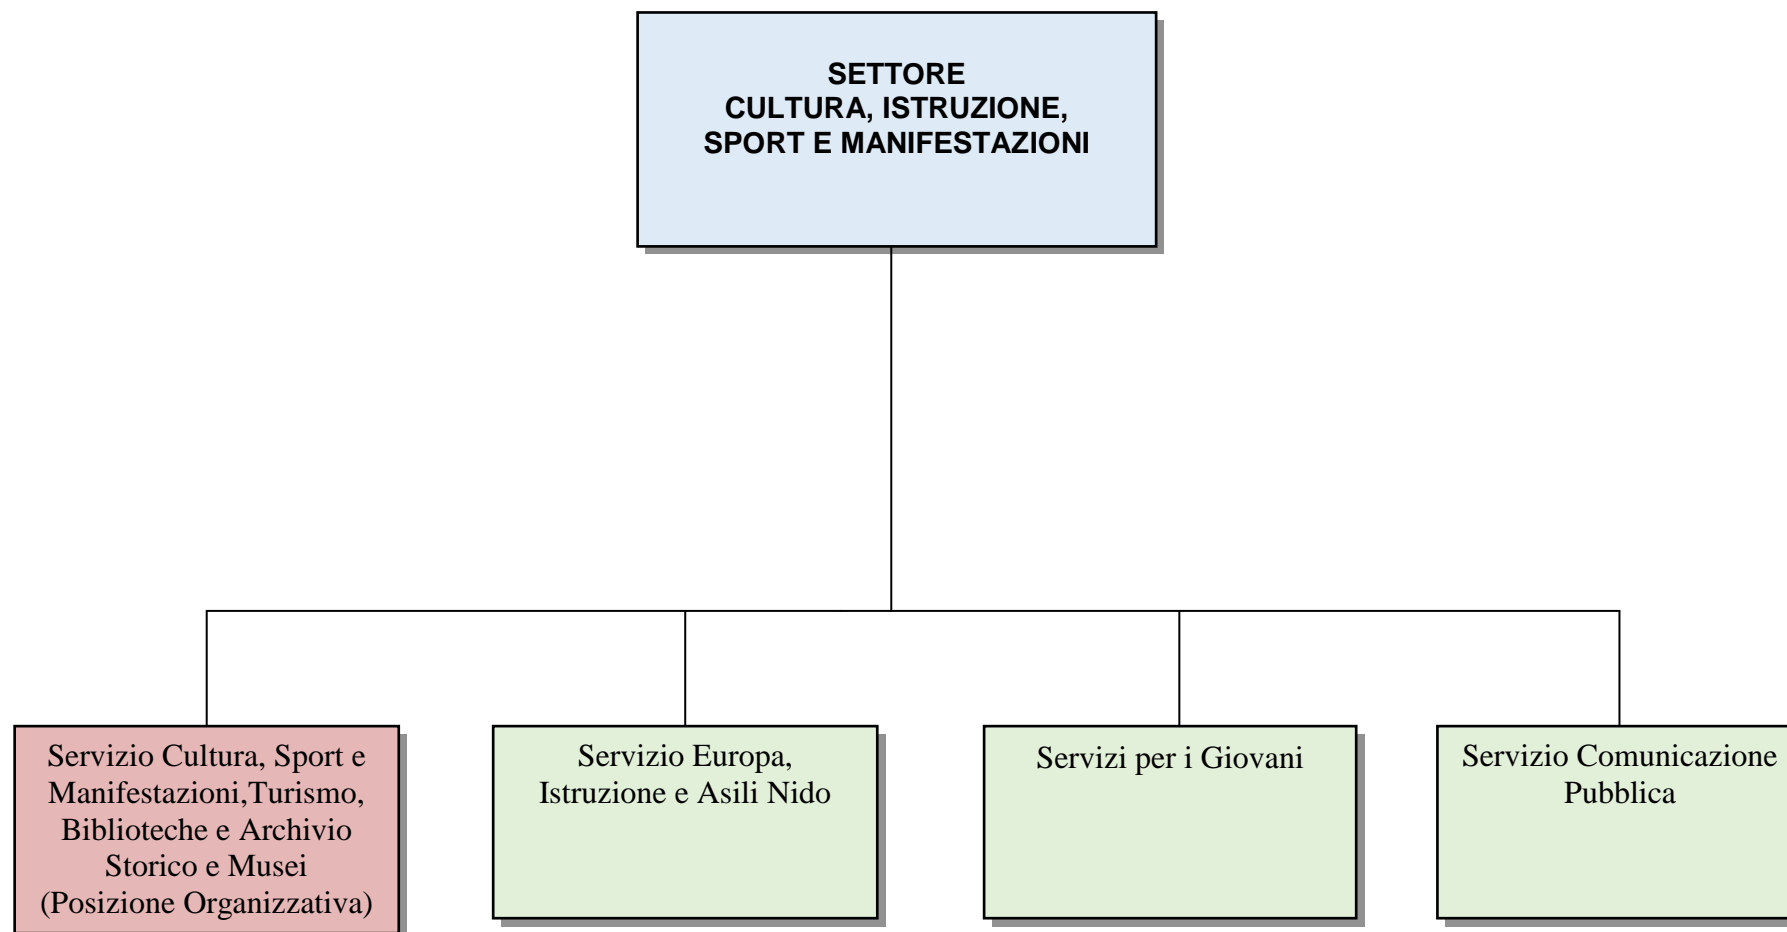 SETTORE
CULTURA, ISTRUZIONE,
SPORT E MANIFESTAZIONI
Servizio Cultura, Sport e
Manifestazioni,Turismo,
Biblioteche e Archivio
Storico e Musei
(Posizione Organizzativa)
Servizio Europa,
Istruzione e Asili Nido
Servizi per i Giovani
Servizio Comunicazione
Pubblica